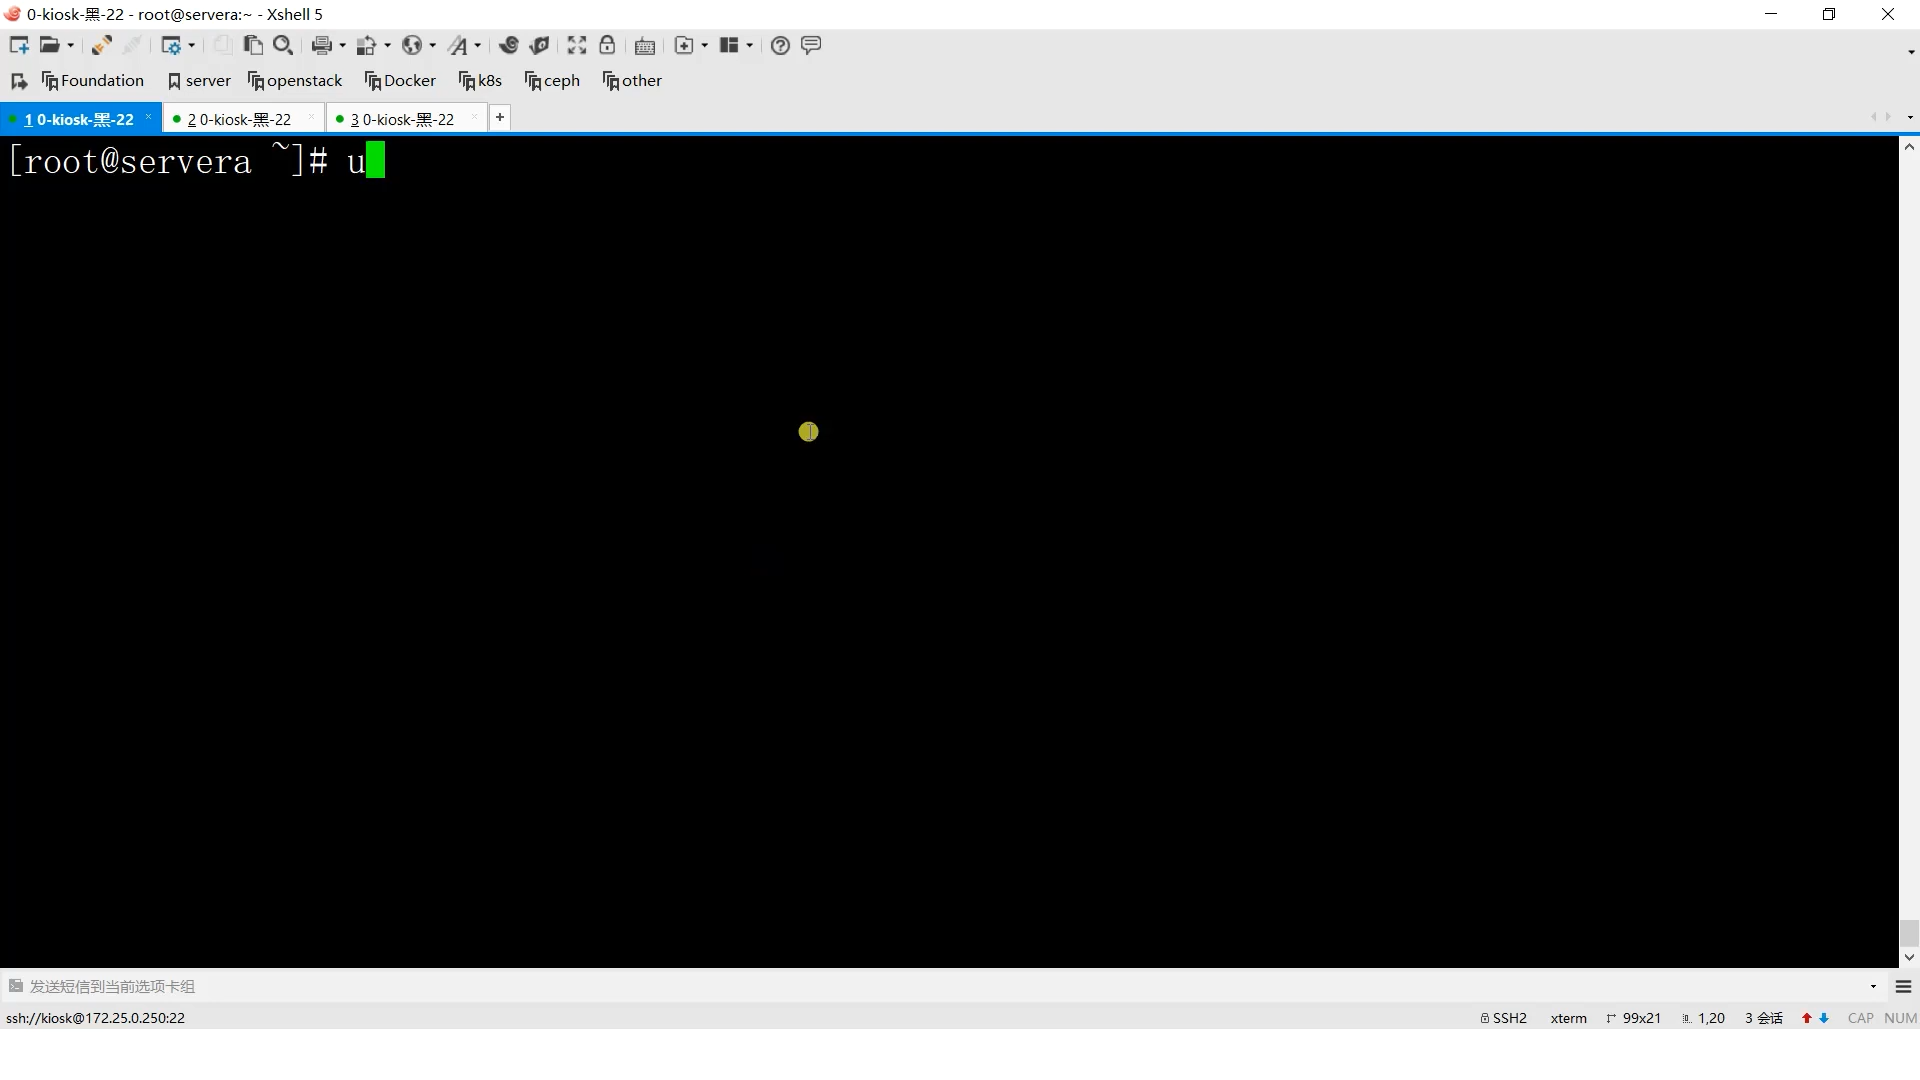 0-kiosk-黑-22 - root@servera:~ - Xshell 5
Foundation server openstack Docker k8s ceph other
1 0-kiosk-黑-22 × 2 0-kiosk-黑-22 × 3 0-kiosk-黑-22 × +
[root@servera ~]# u
发送短信到当前选项卡组
ssh://kiosk@172.25.0.250:22 SSH2 xterm 99x21 1,20 3 会话 CAP NUM